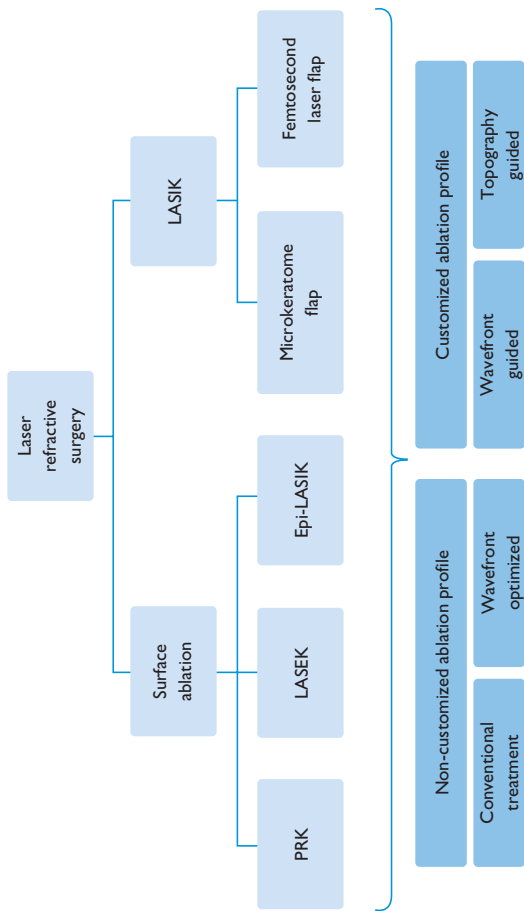 Laser
refractive
surgery
Surface
ablation
LASIK
PRK
LASEK
Epi-LASIK
Microkeratome
flap
Femtosecond
laser flap
Non-customized ablation profile
Customized ablation profile
Conventional
treatment
Wavefront
optimized
Wavefront
guided
Topography
guided